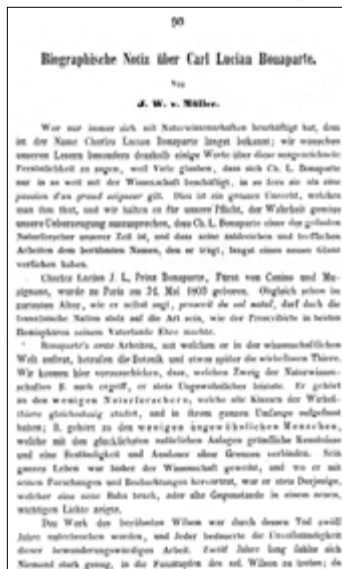 90
Biographische Notiz über Carl Lucian Bonaparte.
Von
J. W. v. Müller.
Wer nur immer sich mit Naturwissenschaften beschäftigt hat, dem
ist der Name Charles Lucian Bonaparte längst bekannt; wir wünschen
unseren Lesern besonders desshalb einige Worte über diese ausgezeichnete
Persönlichkeit zu sagen, weil Viele glauben, dass sich Ch. L. Bonaparte
nur in so weit mit der Wissenschaft beschäftigt, in so fern sie als eine
passion d'un grand seigneur gilt. Dies ist ein grosses Unrecht, welches
man ihm thut, und wir halten es für unsere Pflicht, der Wahrheit gemäss
unsere Ueberzeugung auszusprechen, dass Ch. L. Bonaparte einer der grössten
Naturforscher unserer Zeit ist, und dass seine zahlreichen und trefflichen
Arbeiten dem berühmten Namen, den er trägt, längst einen neuen Glanz
verliehen haben.
Charles Lucian J. L. Prinz Bonaparte, Fürst von Canino und Mu-
signano, wurde zu Paris am 24. Mai 1803 geboren. Obgleich schon im
zartesten Alter, wie er selbst sagt, proscrit du sol natal, darf doch die
französische Nation stolz auf die Art sein, wie der Proscribirte in beiden
Hemisphären seinem Vaterlande Ehre machte.
Bonaparte's erste Arbeiten, mit welchen er in der wissenschaftlichen
Welt auftrat, betrafen die Botanik und etwas später die wirbellosen Thiere.
Wir können hier vorausschicken, dass, welchen Zweig der Naturwissen-
schaften B. auch ergriff, er stets Ungewöhnliches leistete. Er gehört
zu den wenigen Naturforschern, welche alle Klassen der Wirbel-
thiere gleichmässig studirt, und in ihrem ganzen Umfange aufgefasst
haben; B. gehört zu den wenigen ungewöhnlichen Menschen,
welche mit den glücklichsten natürlichen Anlagen gründliche Kenntnisse
und eine Beständigkeit und Ausdauer ohne Grenzen verbinden. Sein
ganzes Leben war bisher der Wissenschaft geweiht, und wo er mit
seinen Forschungen und Beobachtungen hervortrat, war er stets Derjenige,
welcher eine neue Bahn brach, oder alte Gegenstände in einem neuen,
wichtigen Lichte zeigte.
Das Werk des berühmten Wilson war durch dessen Tod zwölf
Jahre unterbrochen worden, und Jeder bedauerte die Unvollständigkeit
dieser bewunderungswürdigen Arbeit. Zwölf Jahre lang fühlte sich
Niemand stark genug, in die Fussstapfen des sel. Wilson zu treten; da